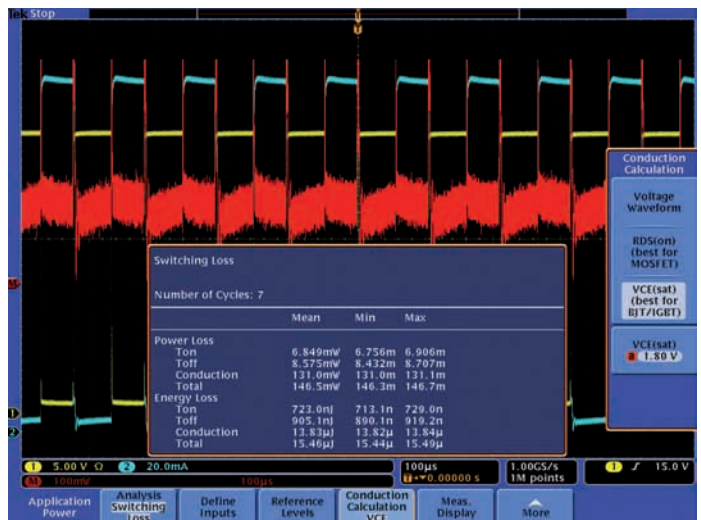 Tek Stop
Switching Loss
Number of Cycles: 7
Mean Min Max
Power Loss
Ton 6.849mW 6.756m 6.906m
Toff 8.575mW 8.432m 8.707m
Conduction 131.0mW 131.0m 131.1m
Total 146.5mW 146.3m 146.7m
Energy Loss
Ton 723.0nJ 713.1n 729.0n
Toff 905.1nJ 890.1n 919.2n
Conduction 13.83µJ 13.82µ 13.84µ
Total 15.46µJ 15.44µ 15.49µ
Conduction
Calculation
Voltage
Waveform
RDS(on)
(best for
MOSFET)
VCE(sat)
(best for
BJT/IGBT)
VCE(sat)
a 1.80 V
M
1
2
1 5.00 V Ω 2 20.0mA 100µs 1.00GS/s 1 15.0 V
M 100mV 100µs 0.00000 s 1M points
Application
Power
Analysis
Switching
Loss
Define
Inputs
Reference
Levels
Conduction
Calculation
VCE
Meas.
Display
More